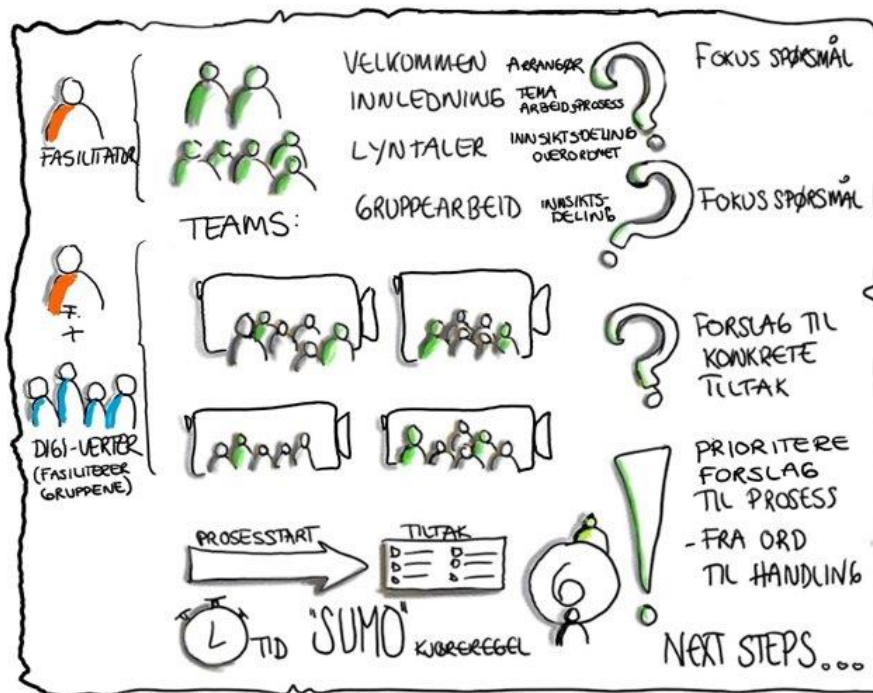 FASILITATOR
F.
+
DIGI-VERTER
(FASILITERER
GRUPPENE)
VELKOMMEN ARRANGØR
INNLEDNING TEMA
ARBEIDSPROSESS
LYNTALER INNSIKTSDELING
OVERORDNET
GRUPPEARBEID INNSIKTS-
DELING
TEAMS:
PROSESSTART
TILTAK
TID "SUMO" KJØREREGEL
? FOKUS SPØRSMÅL
? FOKUS SPØRSMÅL
? FORSLAG TIL
KONKRETE
TILTAK
! PRIORITERE
FORSLAG
TIL PROSESS
- FRA ORD
TIL HANDLING
NEXT STEPS...